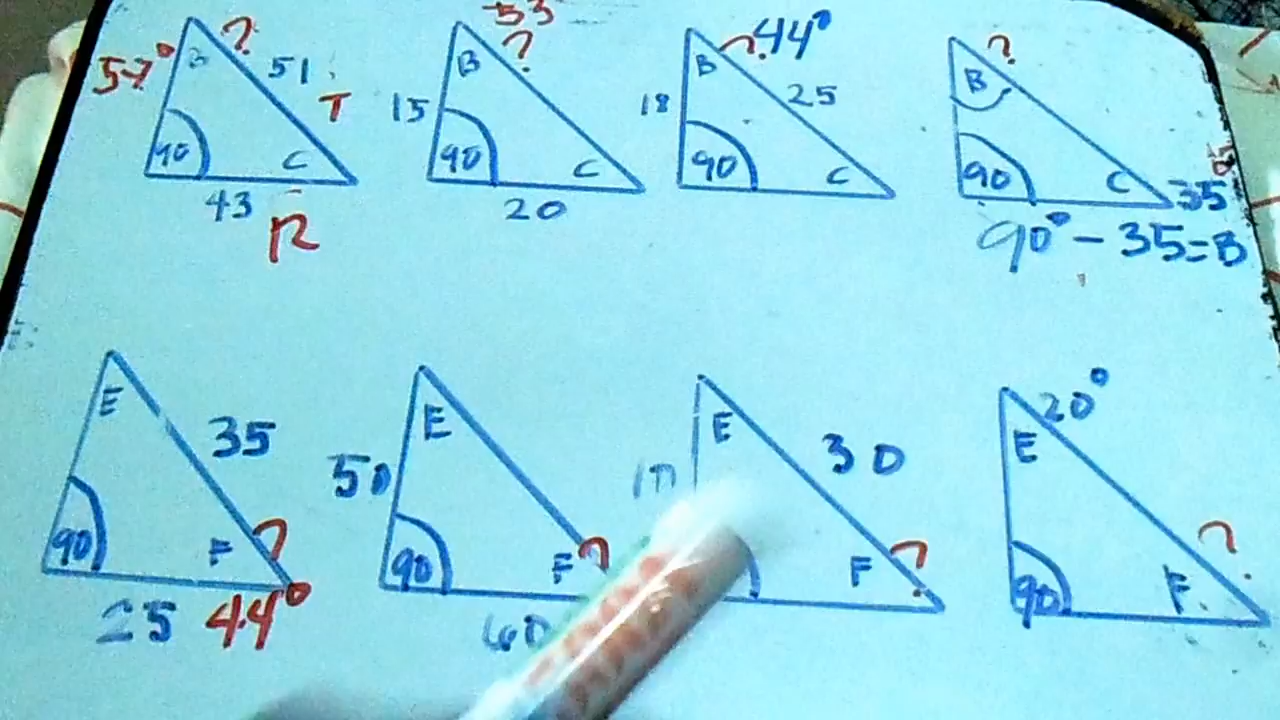 57° B ? 51 T
90 C
43 R
53 ?
B
15
90 C
20
? 44°
B 25
18
90 C
?
B
90 C 35
90° - 35 = B
E 35
90 F ?
25 44°
E
50
90 F ?
60
E 30
F ?
20°
E
?
90 F